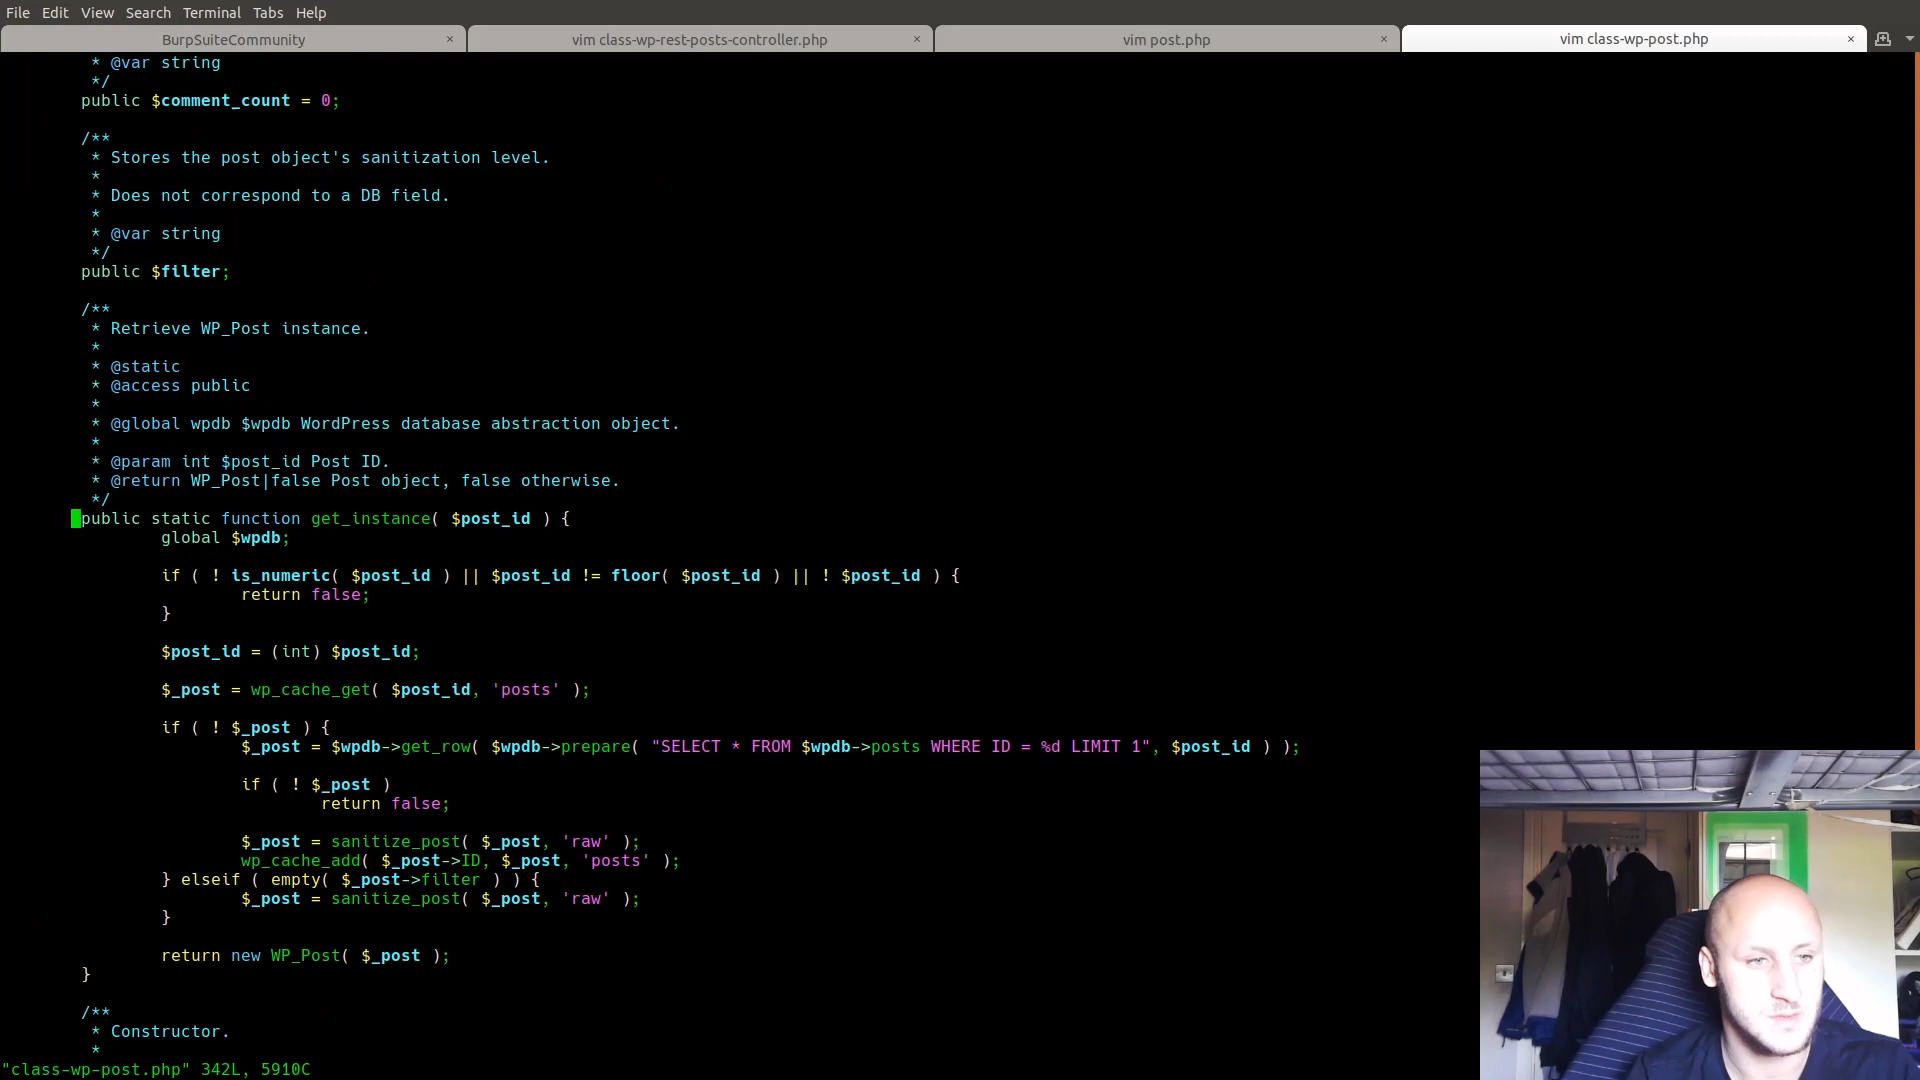 File Edit View Search Terminal Tabs Help
BurpSuiteCommunity × vim class-wp-rest-posts-controller.php × vim post.php × vim class-wp-post.php ×
* @var string
*/
public $comment_count = 0;
/**
* Stores the post object's sanitization level.
*
* Does not correspond to a DB field.
*
* @var string
*/
public $filter;
/**
* Retrieve WP_Post instance.
*
* @static
* @access public
*
* @global wpdb $wpdb WordPress database abstraction object.
*
* @param int $post_id Post ID.
* @return WP_Post|false Post object, false otherwise.
*/
public static function get_instance( $post_id ) {
global $wpdb;
if ( ! is_numeric( $post_id ) || $post_id != floor( $post_id ) || ! $post_id ) {
return false;
}
$post_id = (int) $post_id;
$_post = wp_cache_get( $post_id, 'posts' );
if ( ! $_post ) {
$_post = $wpdb->get_row( $wpdb->prepare( "SELECT * FROM $wpdb->posts WHERE ID = %d LIMIT 1", $post_id ) );
if ( ! $_post )
return false;
$_post = sanitize_post( $_post, 'raw' );
wp_cache_add( $_post->ID, $_post, 'posts' );
} elseif ( empty( $_post->filter ) ) {
$_post = sanitize_post( $_post, 'raw' );
}
return new WP_Post( $_post );
}
/**
* Constructor.
*
"class-wp-post.php" 342L, 5910C